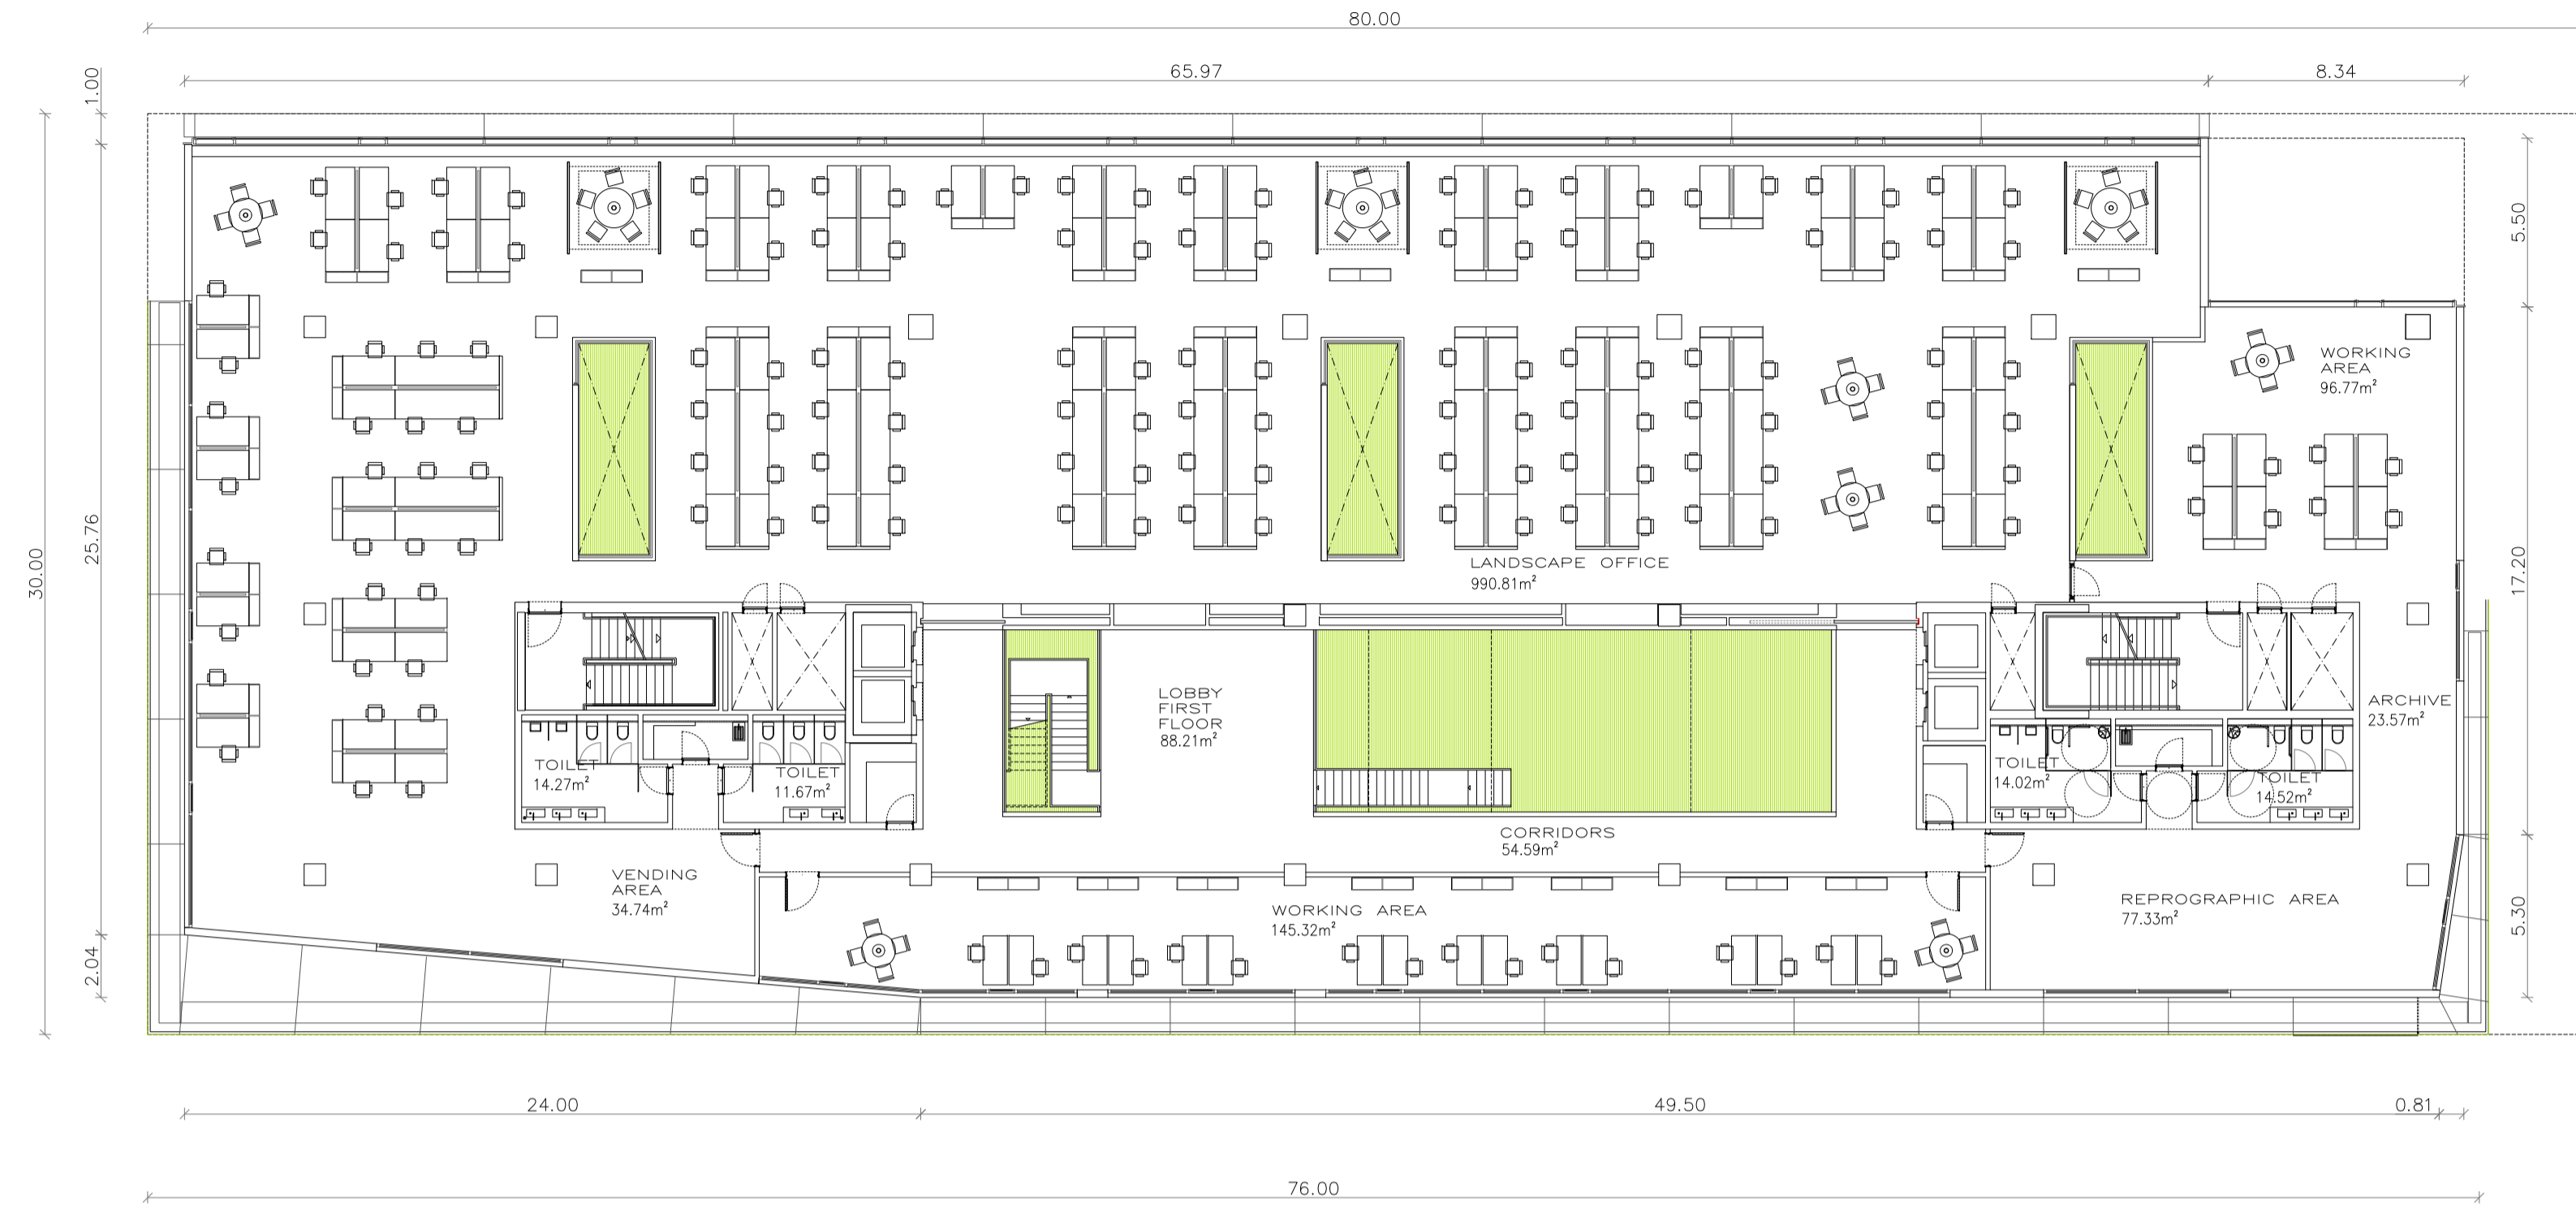 80.00
65.97
8.34
1.00
5.50
25.76
30.00
17.20
5.30
2.04
WORKING
AREA
96.77m²
LANDSCAPE OFFICE
990.81m²
LOBBY
FIRST
FLOOR
88.21m²
ARCHIVE
23.57m²
TOILET
14.27m²
TOILET
11.67m²
TOILET
14.02m²
TOILET
14.52m²
CORRIDORS
54.59m²
VENDING
AREA
34.74m²
WORKING AREA
145.32m²
REPROGRAPHIC AREA
77.33m²
24.00
49.50
0.81
76.00